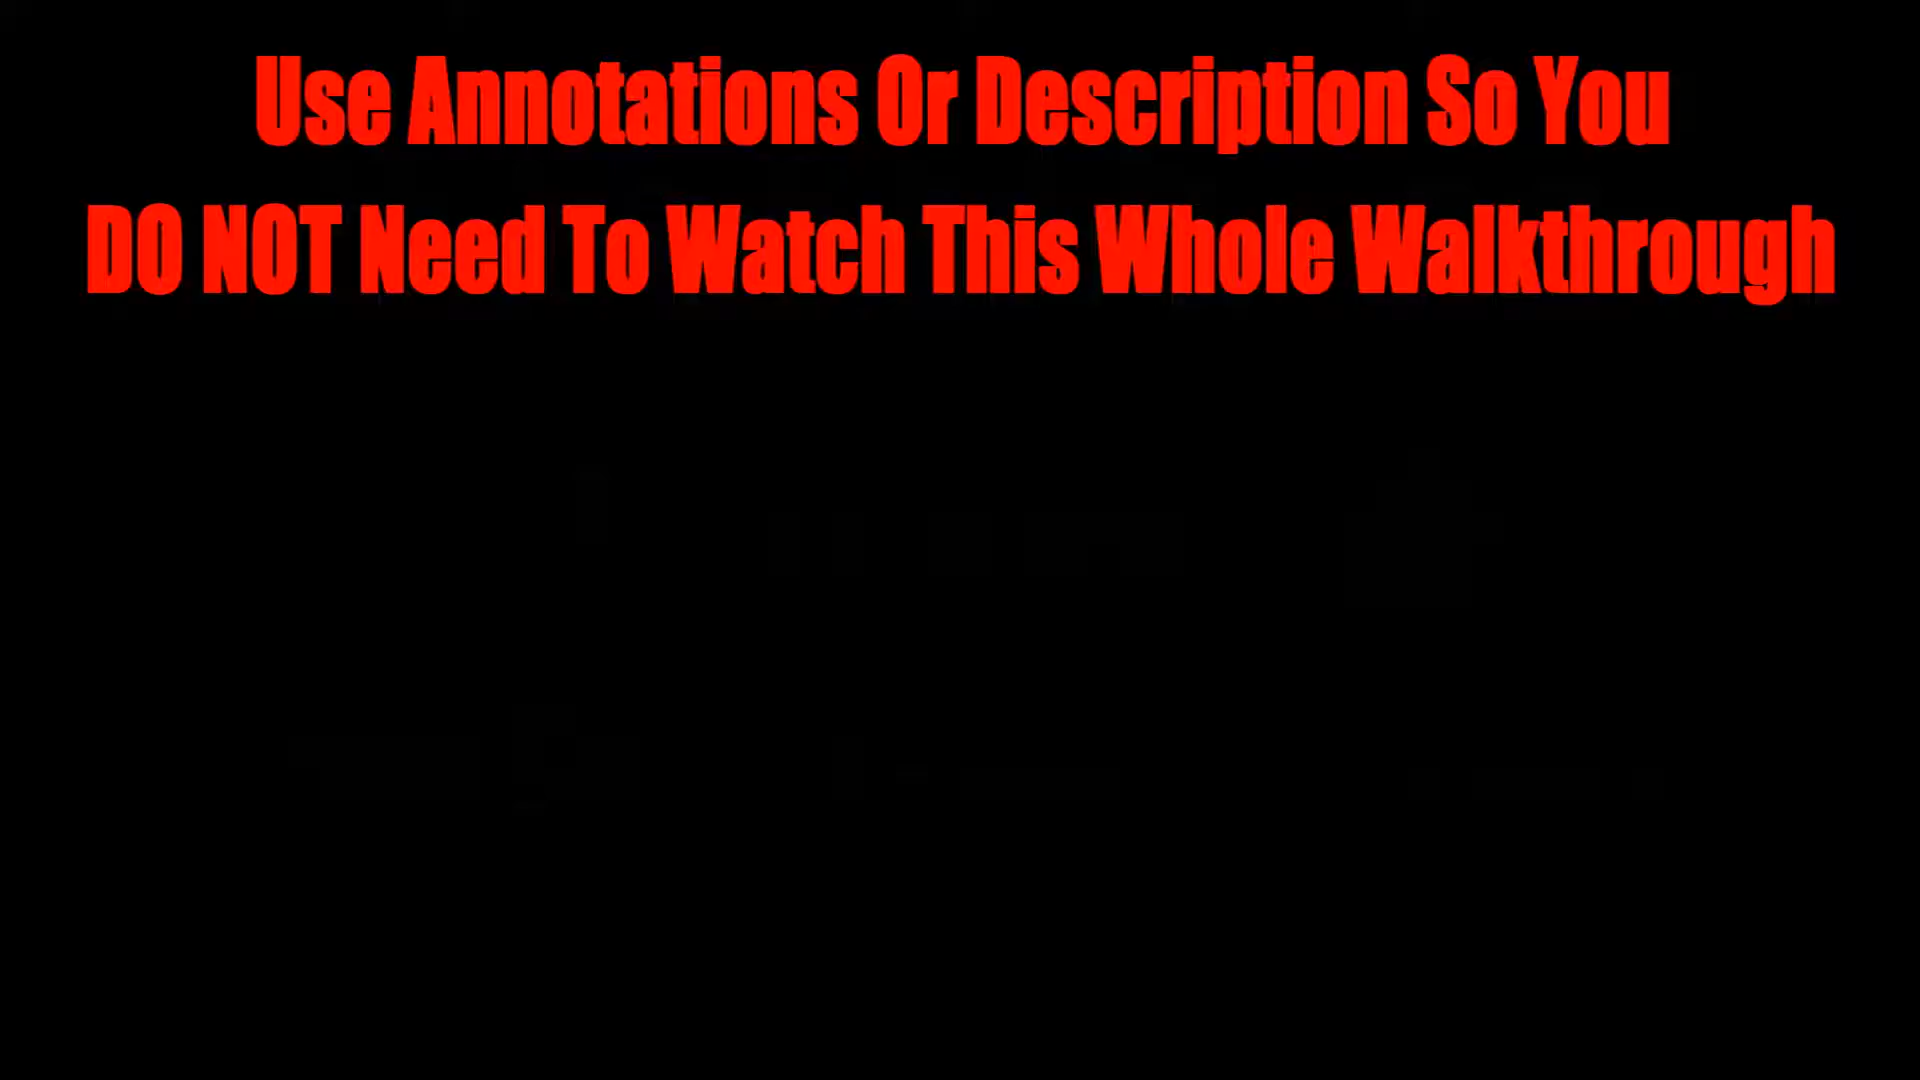 Use Annotations Or Description So You
DO NOT Need To Watch This Whole Walkthrough